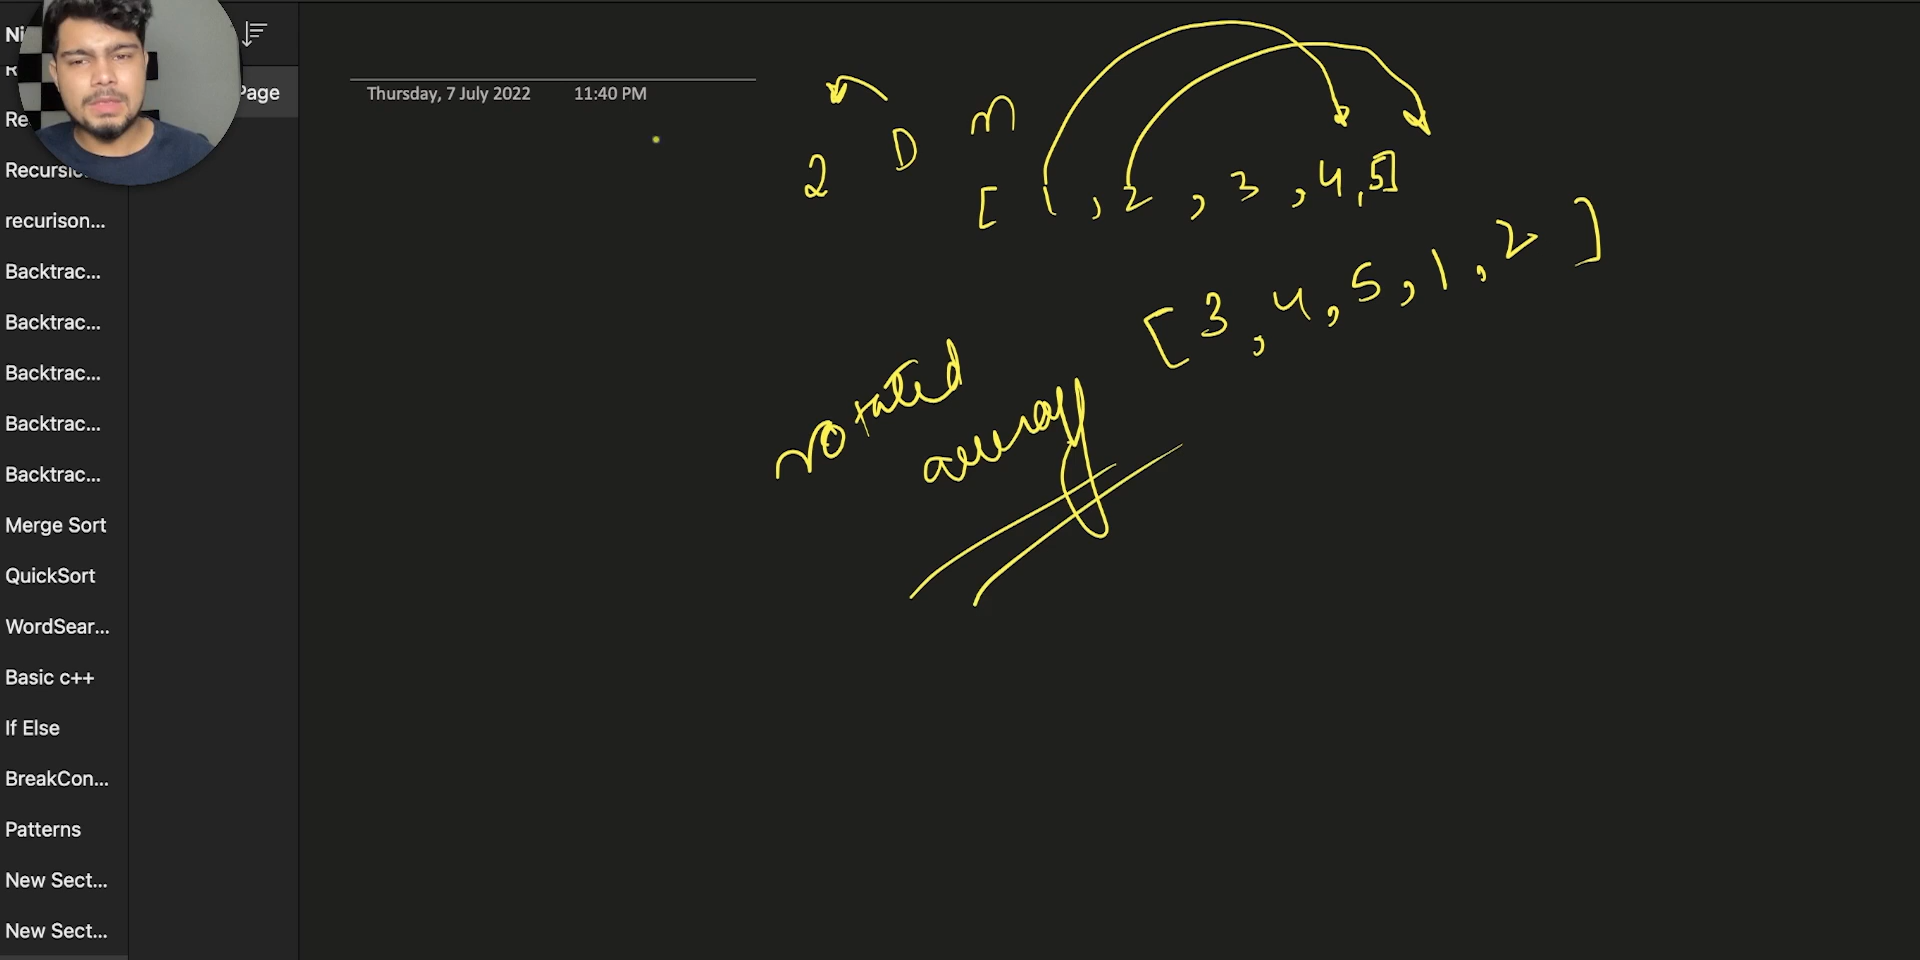 Ni
Page
Re
Recursio...
recurison...
Backtrac...
Backtrac...
Backtrac...
Backtrac...
Backtrac...
Merge Sort
QuickSort
WordSear...
Basic c++
If Else
BreakCon...
Patterns
New Sect...
New Sect...
Thursday, 7 July 2022 11:40 PM
2 D n
[ 1 , 2 , 3 , 4 , 5 ]
[ 3 , 4 , 5 , 1 , 2 ]
rotated
array